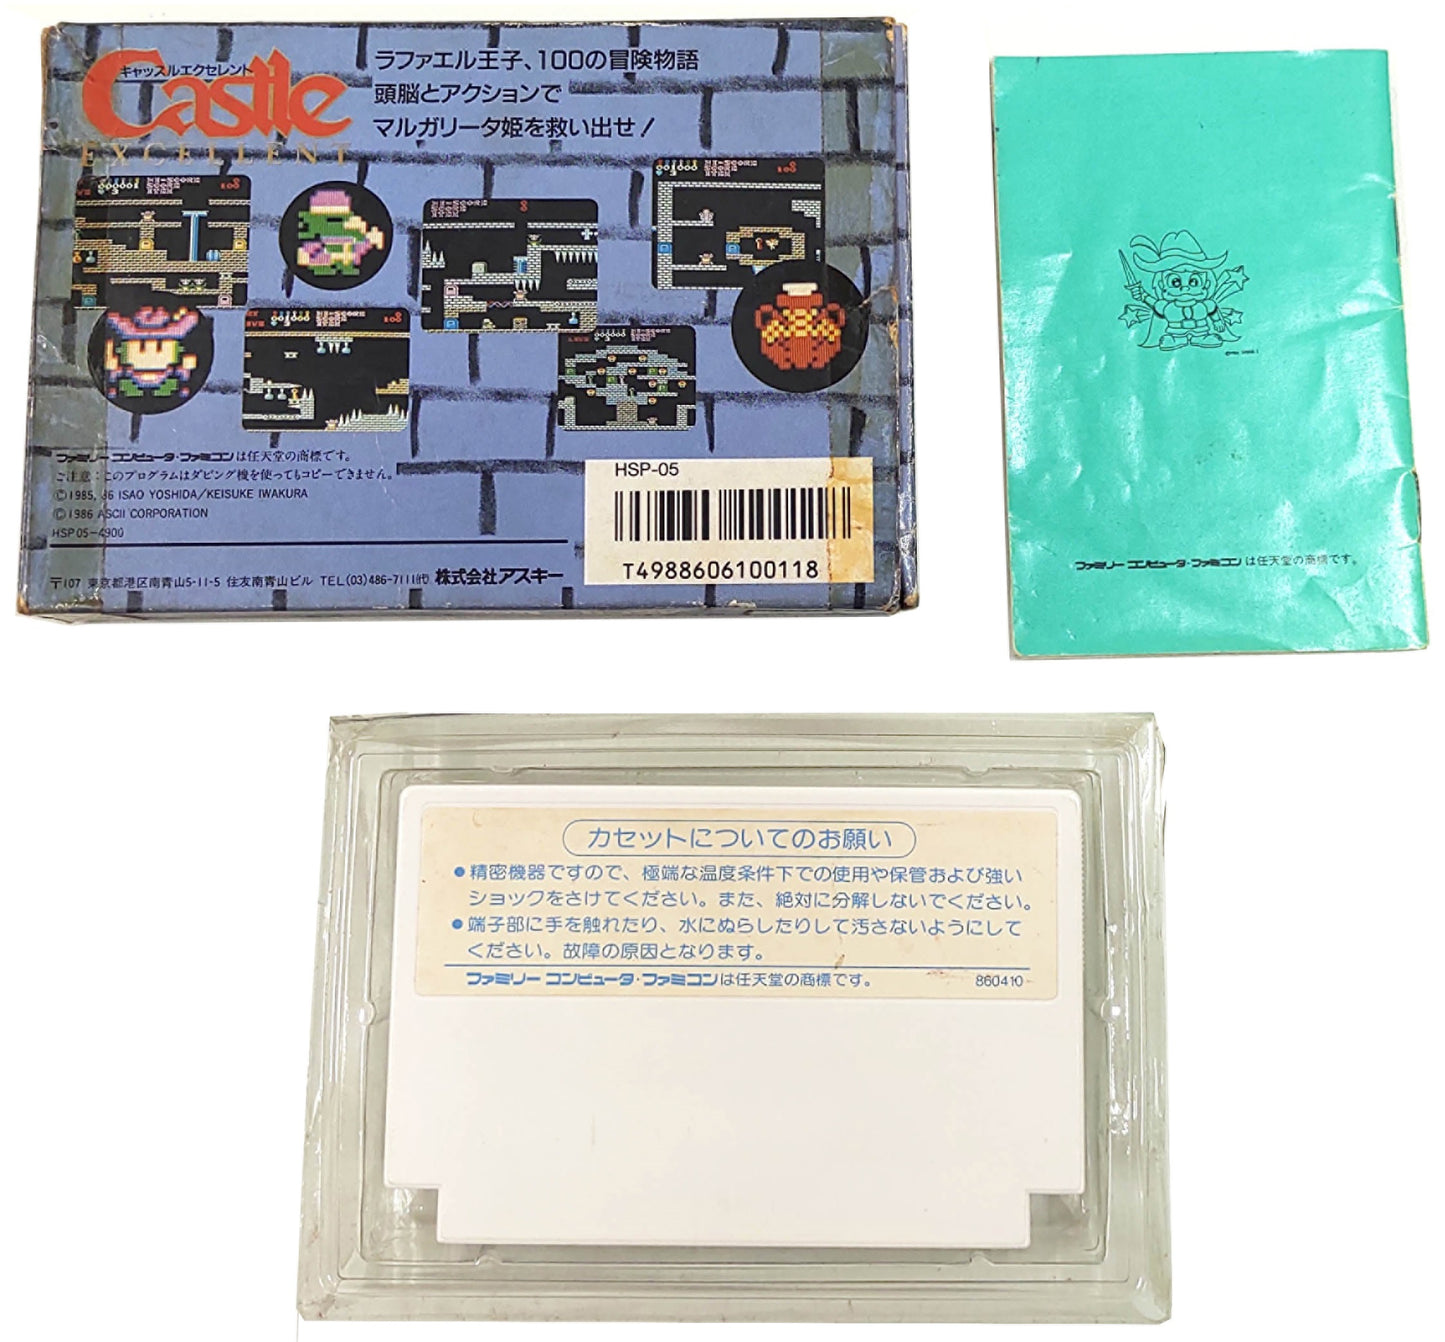 キャッスルエクセレント
Castle
EXCELLENT
ラファエル王子、100の冒険物語
頭脳とアクションで
マルガリータ姫を救い出せ！
ファミリーコンピュータ・ファミコンは任天堂の商標です。
ご注意：このプログラムはダビング機を使ってもコピーできません。
©1985, 86 ISAO YOSHIDA/KEISUKE IWAKURA
©1986 ASCII CORPORATION
HSP05-4900
〒107 東京都港区南青山5-11-5 住友南青山ビル TEL(03)486-7111㈹ 株式会社アスキー
HSP-05
T4988606100118
ファミリーコンピュータ・ファミコンは任天堂の商標です。
カセットについてのお願い
●精密機器ですので、極端な温度条件下での使用や保管および強い
ショックをさけてください。また、絶対に分解しないでください。
●端子部に手を触れたり、水にぬらしたりして汚さないようにして
ください。故障の原因となります。
ファミリーコンピュータ・ファミコンは任天堂の商標です。
860410